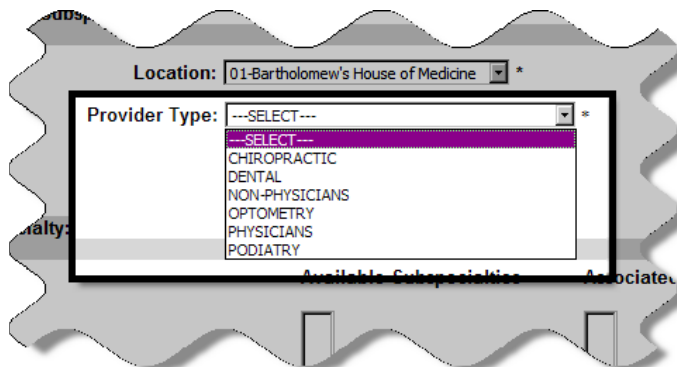 Location: 01-Bartholomew's House of Medicine *
Provider Type: ---SELECT--- *
---SELECT---
CHIROPRACTIC
DENTAL
NON-PHYSICIANS
OPTOMETRY
PHYSICIANS
PODIATRY
Available Subspecialties Associated